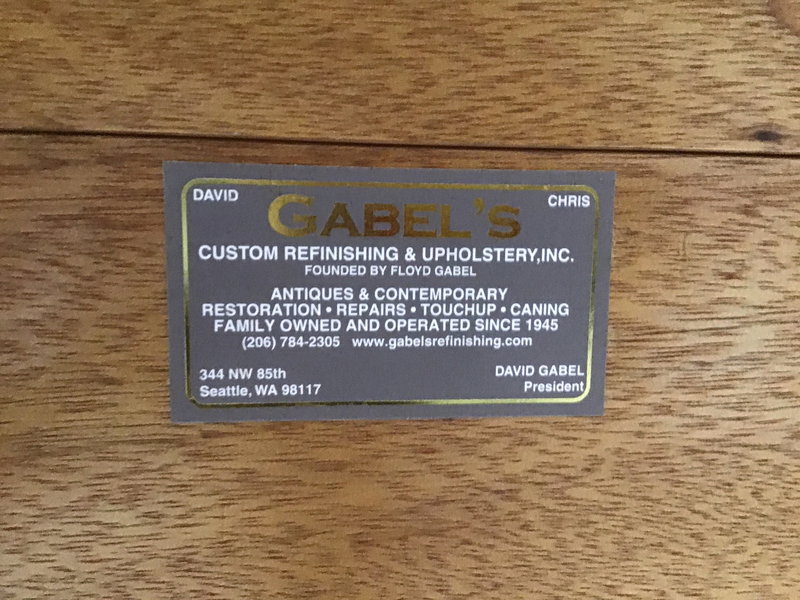 DAVID CHRIS
GABEL'S
CUSTOM REFINISHING & UPHOLSTERY,INC.
FOUNDED BY FLOYD GABEL
ANTIQUES & CONTEMPORARY
RESTORATION • REPAIRS • TOUCHUP • CANING
FAMILY OWNED AND OPERATED SINCE 1945
(206) 784-2305 www.gabelsrefinishing.com
344 NW 85th DAVID GABEL
Seattle, WA 98117 President